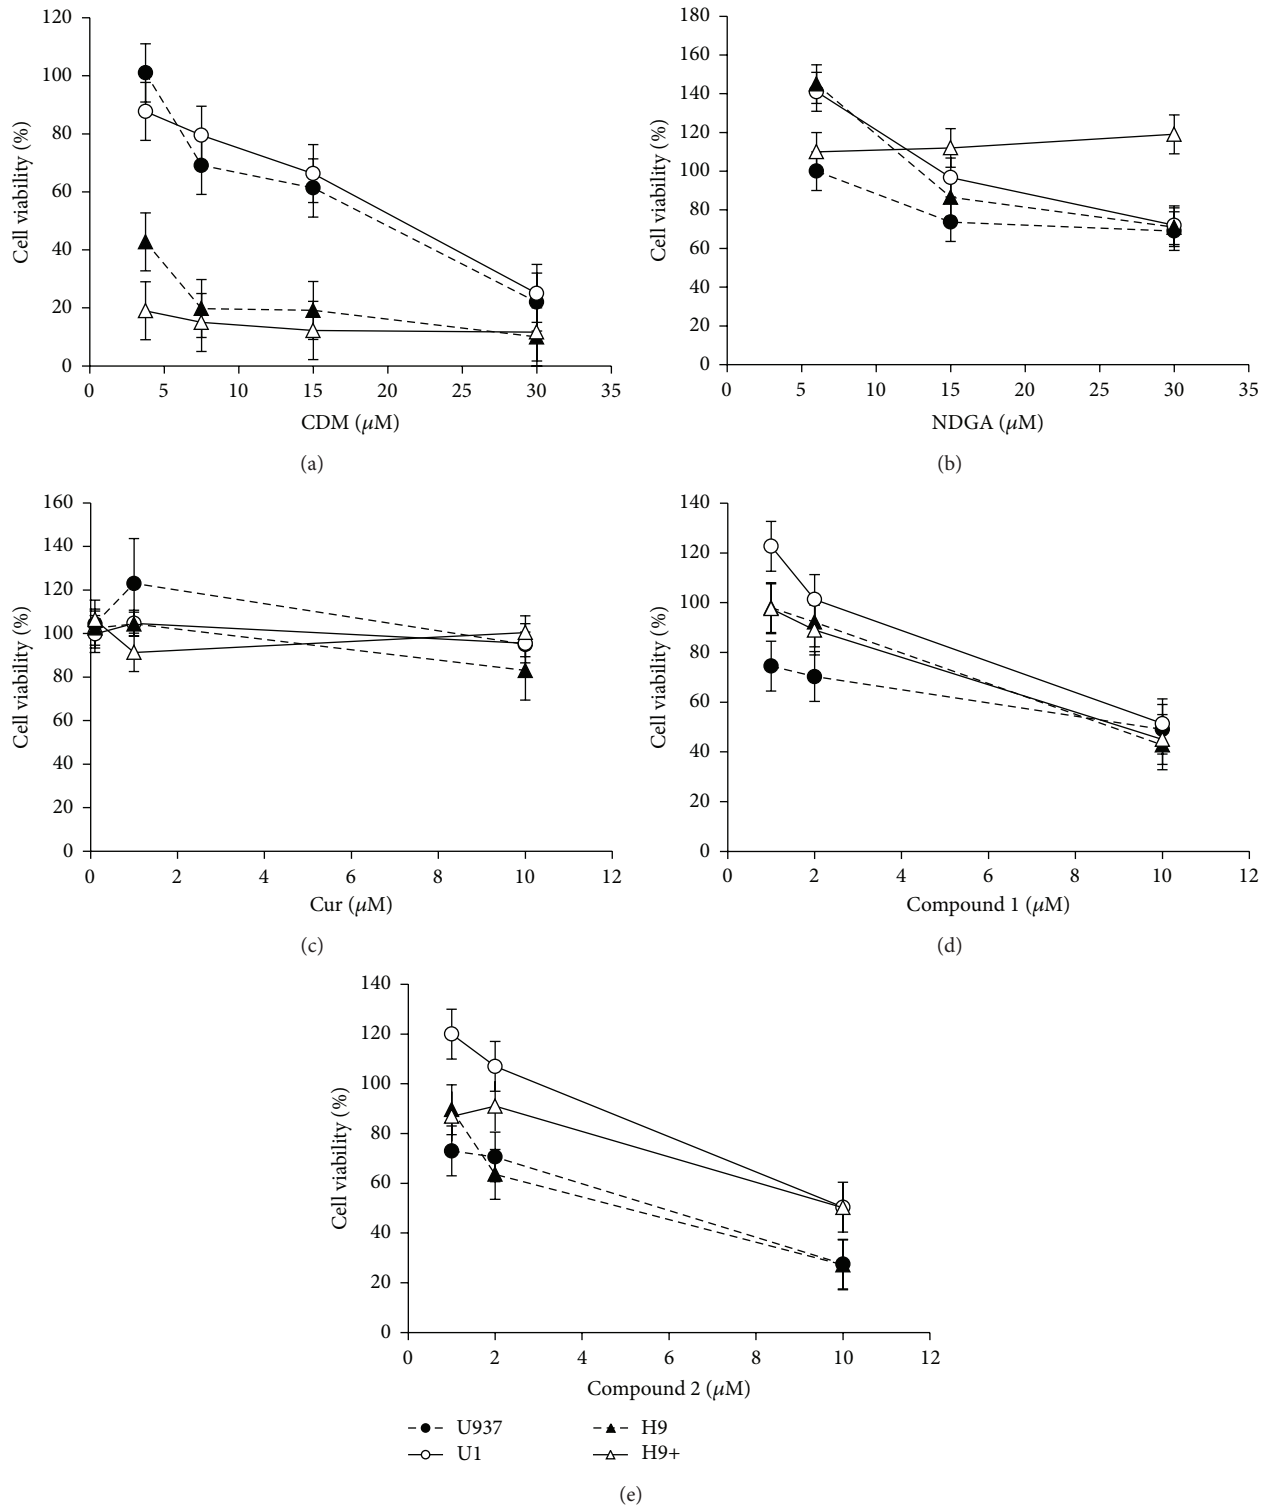 120
100
80
60
40
20
0
Cell viability (%)
0 5 10 15 20 25 30 35
CDM (μM)
(a)
180
160
140
120
100
80
60
40
20
0
Cell viability (%)
0 5 10 15 20 25 30 35
NDGA (μM)
(b)
160
140
120
100
80
60
40
20
0
Cell viability (%)
0 2 4 6 8 10 12
Cur (μM)
(c)
140
120
100
80
60
40
20
0
Cell viability (%)
0 2 4 6 8 10 12
Compound 1 (μM)
(d)
140
120
100
80
60
40
20
0
Cell viability (%)
0 2 4 6 8 10 12
Compound 2 (μM)
U937 H9
U1 H9+
(e)